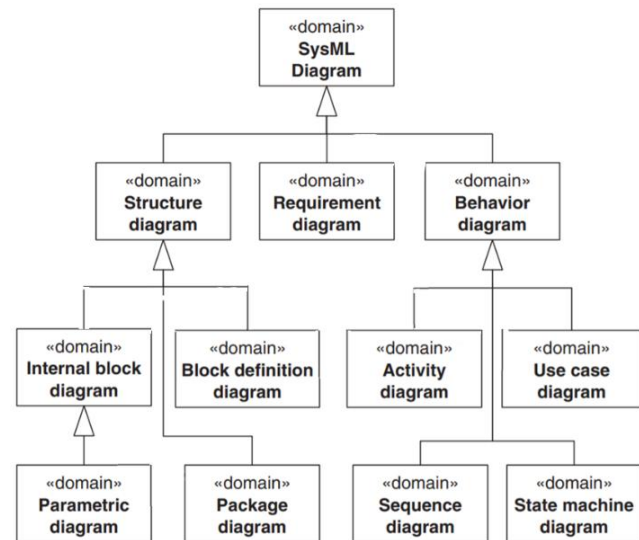 «domain»
SysML
Diagram
«domain»
Structure
diagram
«domain»
Requirement
diagram
«domain»
Behavior
diagram
«domain»
Internal block
diagram
«domain»
Block definition
diagram
«domain»
Activity
diagram
«domain»
Use case
diagram
«domain»
Parametric
diagram
«domain»
Package
diagram
«domain»
Sequence
diagram
«domain»
State machine
diagram